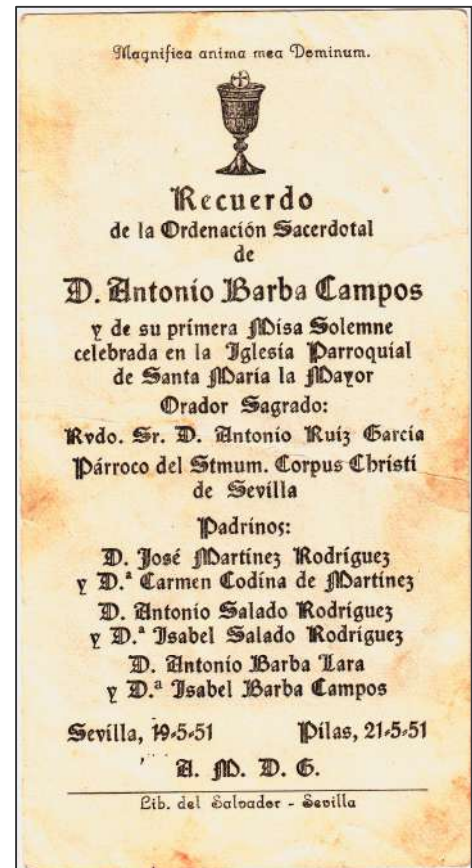 Magnifica anima mea Dominum.
Recuerdo
de la Ordenación Sacerdotal
de
D. Antonio Barba Campos
y de su primera Misa Solemne
celebrada en la Iglesia Parroquial
de Santa María la Mayor
Orador Sagrado:
Rvdo. Sr. D. Antonio Ruiz García
Párroco del Stmum. Corpus Christi
de Sevilla
Padrinos:
D. José Martínez Rodríguez
y D.ª Carmen Codina de Martínez
D. Antonio Salado Rodríguez
y D.ª Isabel Salado Rodríguez
D. Antonio Barba Lara
y D.ª Isabel Barba Campos
Sevilla, 19-5-51 Pilas, 21-5-51
A. M. D. G.
Lib. del Salvador - Sevilla